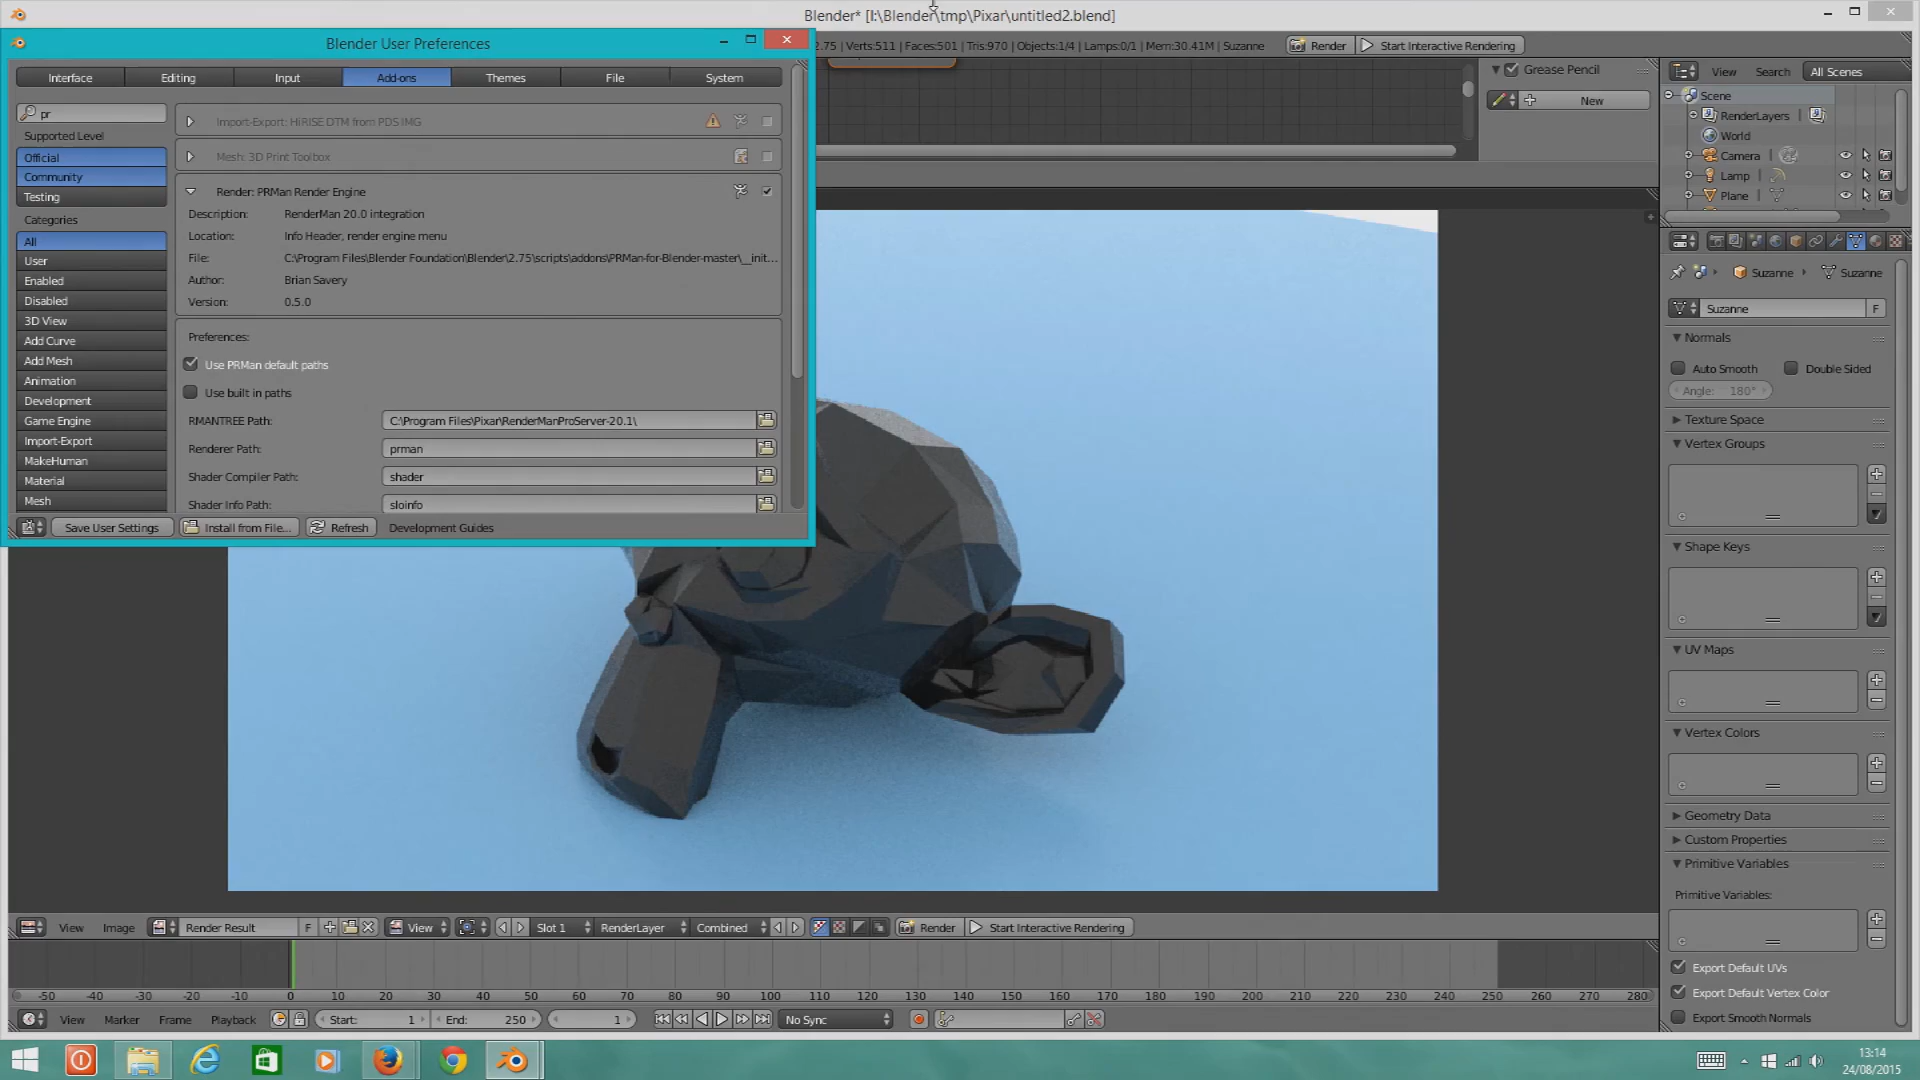 Blender* [I:\Blender\tmp\Pixar\untitled2.blend]
Blender User Preferences
2.75 | Verts:511 | Faces:501 | Tris:970 | Objects:1/4 | Lamps:0/1 | Mem:30.41M | Suzanne
Render
Start Interactive Rendering
Interface
Editing
Input
Add-ons
Themes
File
System
pr
Supported Level
Official
Community
Testing
Categories
All
User
Enabled
Disabled
3D View
Add Curve
Add Mesh
Animation
Development
Game Engine
Import-Export
MakeHuman
Material
Mesh
Import-Export: HiRISE DTM from PDS IMG
Mesh: 3D Print Toolbox
Render: PRMan Render Engine
Description: RenderMan 20.0 integration
Location: Info Header, render engine menu
File: C:\Program Files\Blender Foundation\Blender\2.75\scripts\addons\PRMan-for-Blender-master\__init...
Author: Brian Savery
Version: 0.5.0
Preferences:
Use PRMan default paths
Use built in paths
RMANTREE Path: C:\Program Files\Pixar\RenderManProServer-20.1\
Renderer Path: prman
Shader Compiler Path: shader
Shader Info Path: sloinfo
Save User Settings
Install from File...
Refresh
Development Guides
Grease Pencil
New
View
Search
All Scenes
Scene
RenderLayers
World
Camera
Lamp
Plane
Suzanne
Suzanne
Suzanne
F
Normals
Auto Smooth
Double Sided
Angle: 180°
Texture Space
Vertex Groups
Shape Keys
UV Maps
Vertex Colors
Geometry Data
Custom Properties
Primitive Variables
Primitive Variables:
Export Default UVs
Export Default Vertex Color
Export Smooth Normals
View
Image
Render Result
F
View
Slot 1
RenderLayer
Combined
Render
Start Interactive Rendering
-50 -40 -30 -20 -10 0 10 20 30 40 50 60 70 80 90 100 110 120 130 140 150 160 170 180 190 200 210 220 230 240 250 260 270 280
View
Marker
Frame
Playback
Start: 1
End: 250
1
No Sync
13:14
24/08/2015